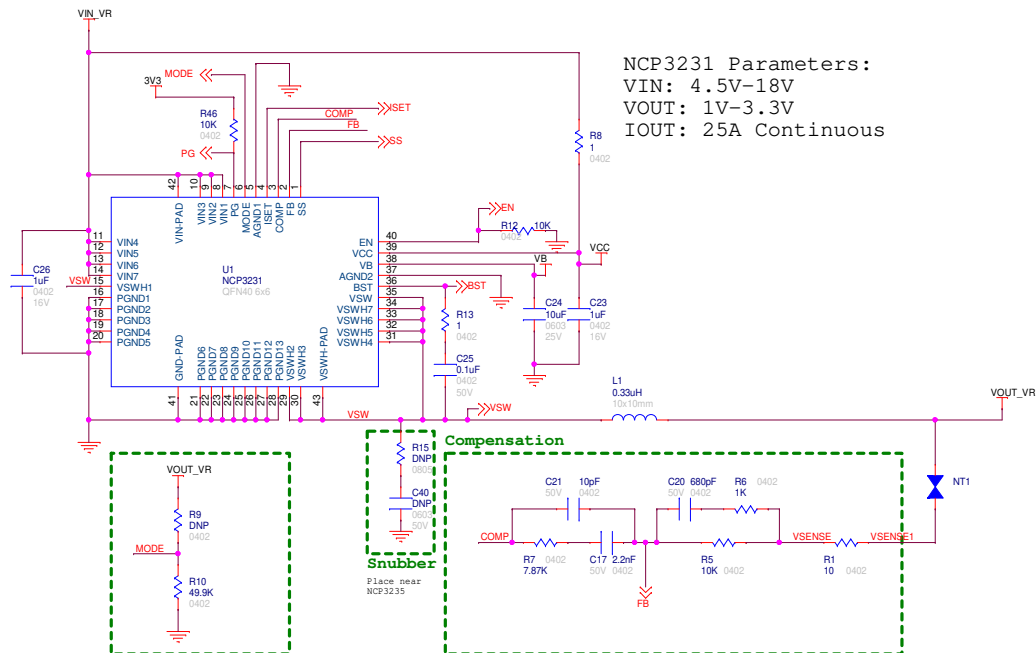 VIN_VR
NCP3231 Parameters:
VIN: 4.5V-18V
VOUT: 1V-3.3V
IOUT: 25A Continuous
3V3
MODE
ISET
COMP
FB
SS
PG
R46
10K
0402
R8
1
0402
42
10
9
8
7
6
5
4
3
2
1
VIN-PAD
VIN3
VIN2
VIN1
PG
MODE
AGND1
ISET
COMP
FB
SS
EN
R12
10K
0402
VCC
VB
BST
VSW
C26
1uF
0402
16V
11
12
13
14
15
16
17
18
19
20
VIN4
VIN5
VIN6
VIN7
VSWH1
PGND1
PGND2
PGND3
PGND4
PGND5
U1
NCP3231
QFN40 6x6
EN
VCC
VB
AGND2
BST
VSW
VSWH7
VSWH6
VSWH5
VSWH4
40
39
38
37
36
35
34
33
32
31
R13
1
0402
C24
10uF
0603
25V
C23
1uF
0402
16V
C25
0.1uF
0402
50V
GND-PAD
PGND6
PGND7
PGND8
PGND9
PGND10
PGND11
PGND12
PGND13
VSWH2
VSWH3
VSWH-PAD
41
21
22
23
24
25
26
27
28
29
30
43
VSW
VSW
L1
0.33uH
10x10mm
VOUT_VR
VOUT_VR
R9
DNP
0402
MODE
R10
49.9K
0402
R15
DNP
0805
C40
DNP
0603
50V
Snubber
Place near
NCP3235
Compensation
C21
10pF
50V
0402
C20
680pF
50V
0402
R6
0402
1K
COMP
R7
0402
7.87K
C17
2.2nF
50V
0402
FB
R5
10K
0402
VSENSE
R1
10
0402
VSENSE1
NT1